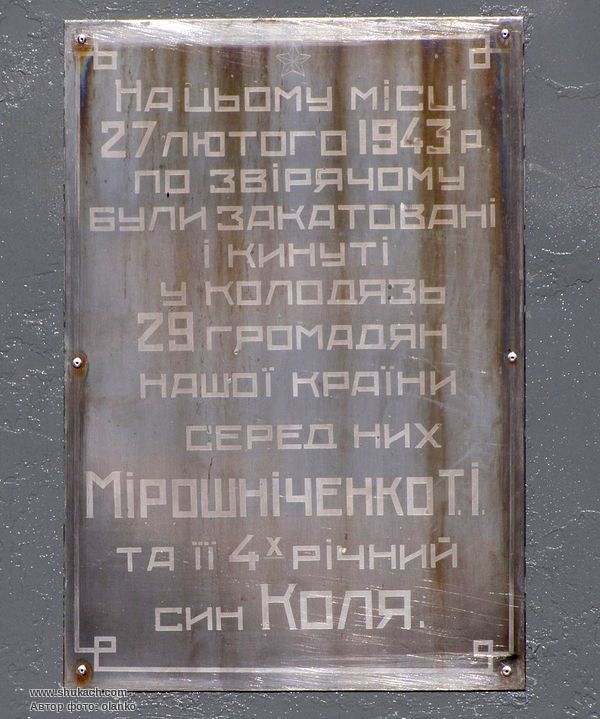 На цьому місці
27 лютого 1943 р.
по звірячому
були закатовані
і кинуті
у колодязь
29 громадян
нашої країни
серед них
Мірошніченко Т.І.
та її 4х річний
син Коля.
www.shukach.com
Автор фото: olanko